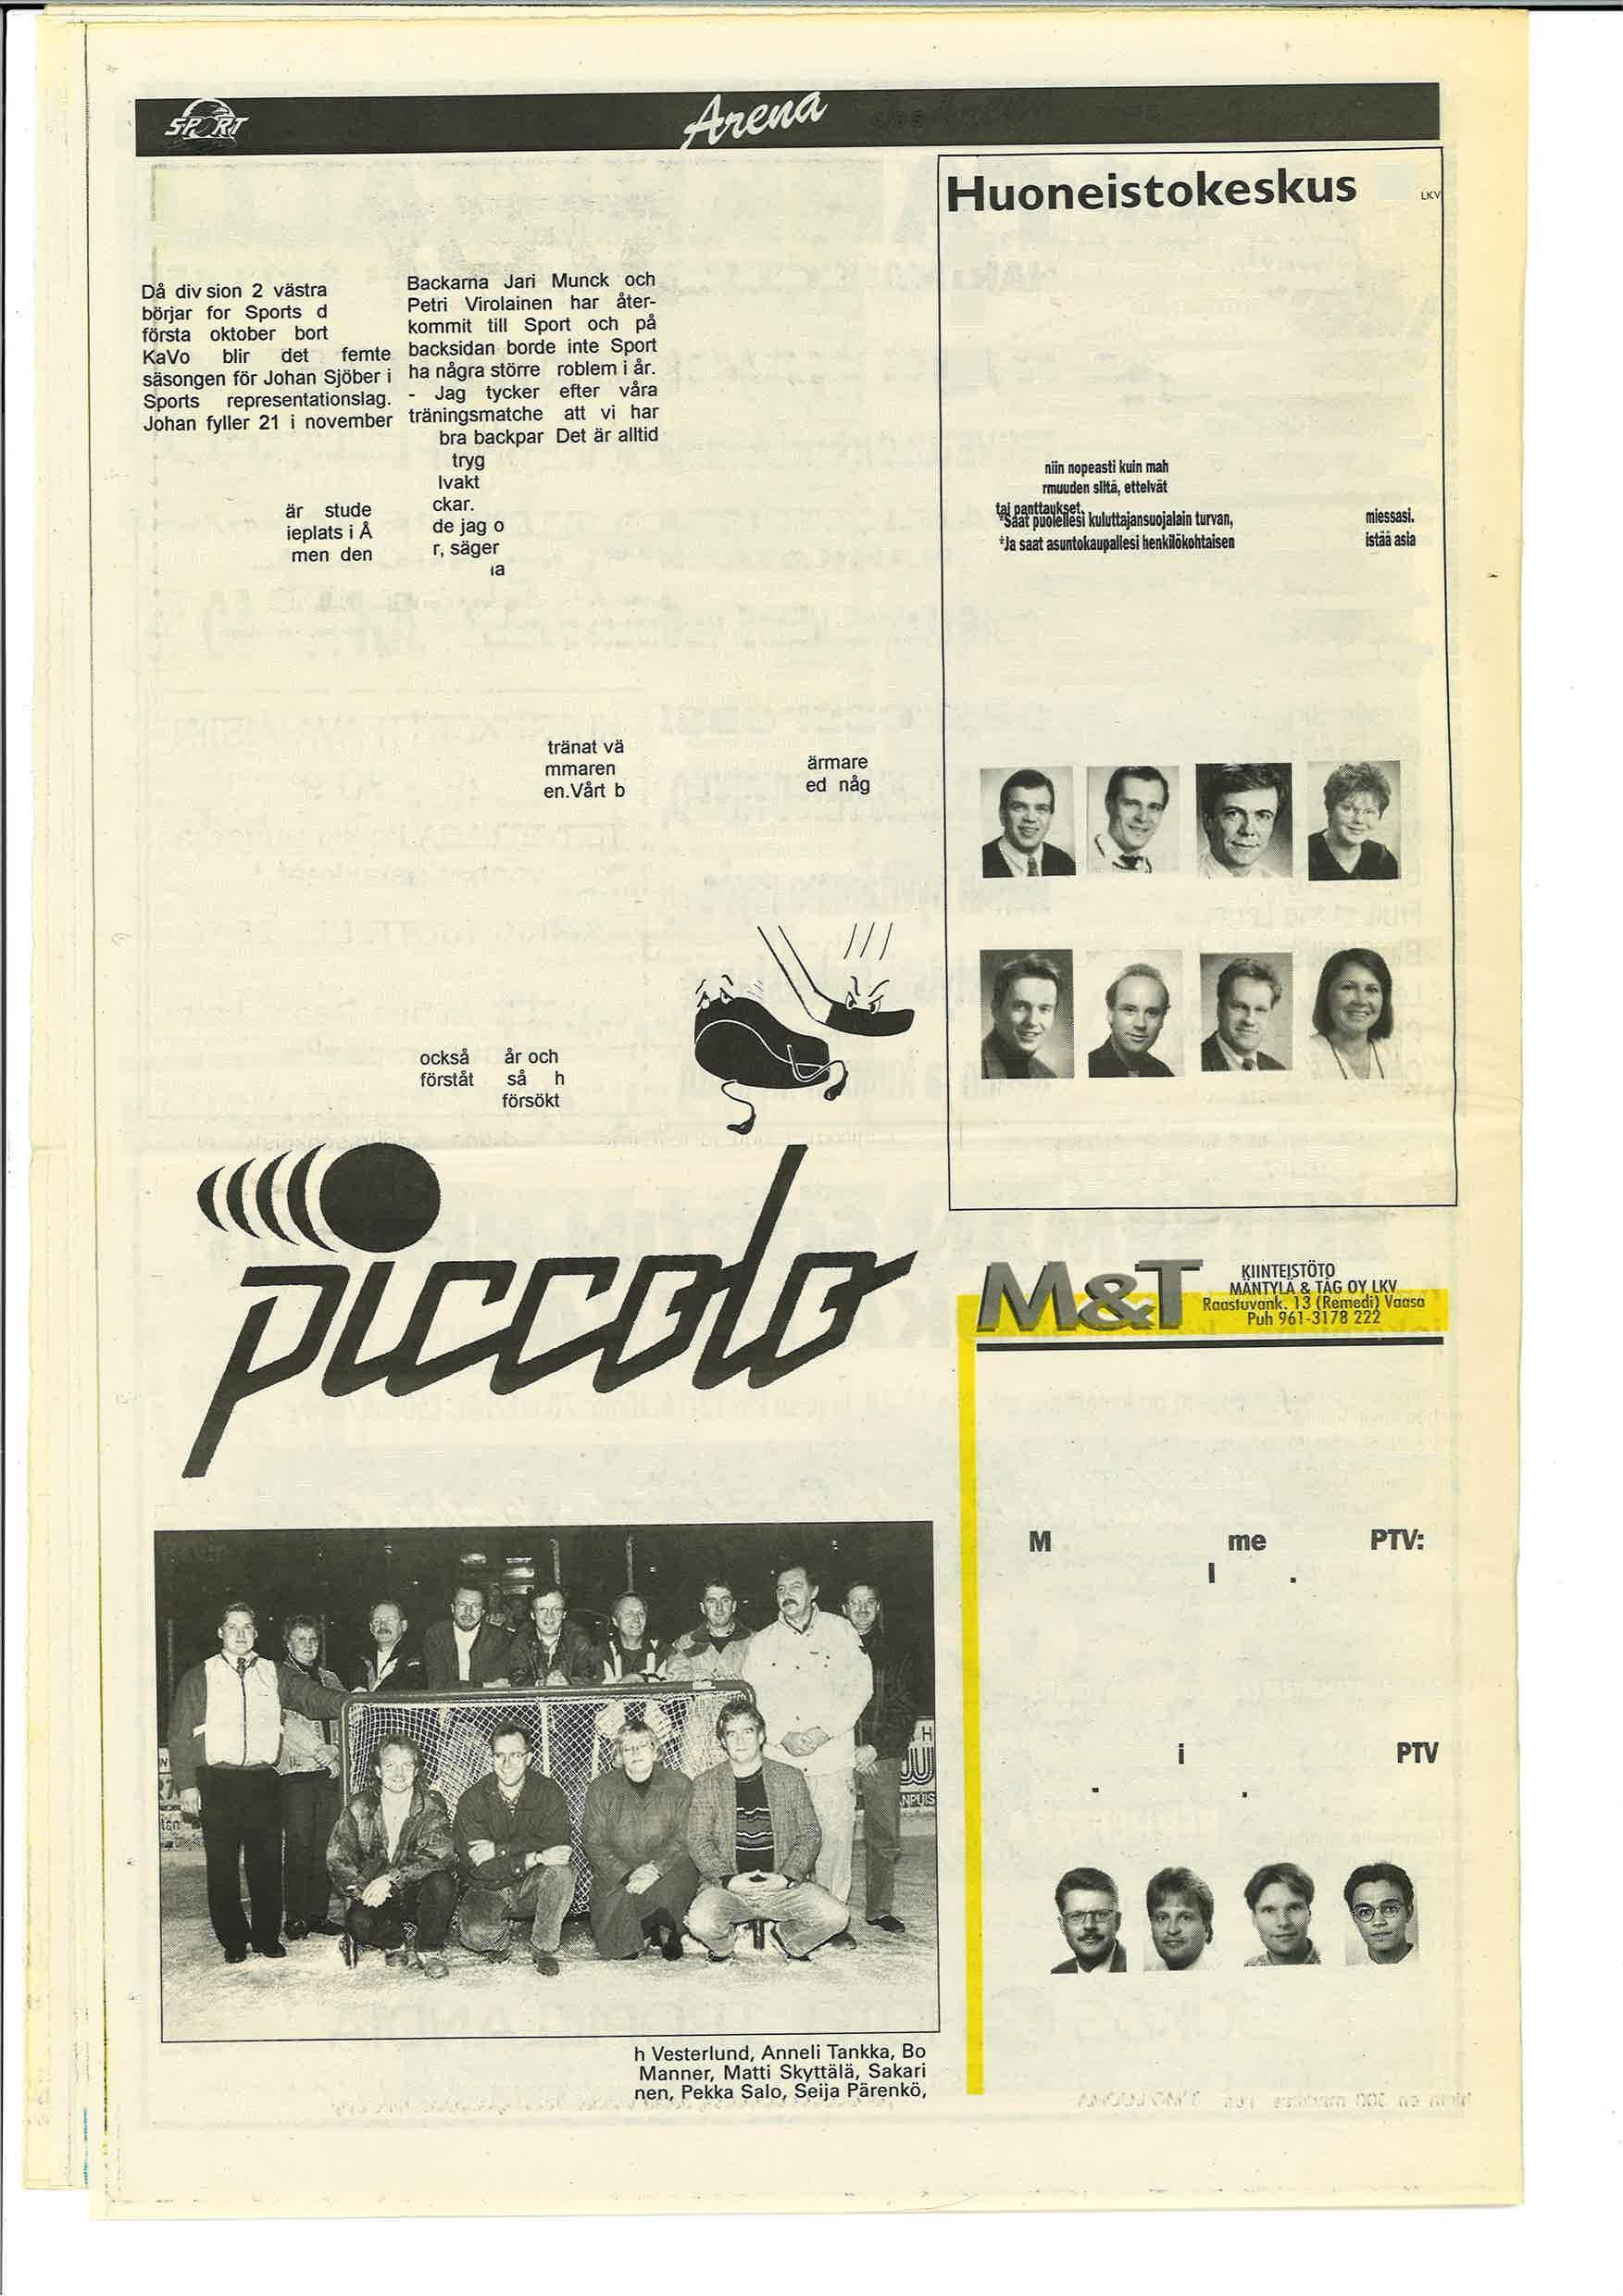 SPORT
Arena
Då div sion 2 västra
börjar for Sports d
första oktober bort
KaVo blir det femte
säsongen för Johan Sjöber i
Sports representationslag.
Johan fyller 21 i november
är stude
ieplats i Å
men den
Backarna Jari Munck och
Petri Virolainen har åter-
kommit till Sport och på
backsidan borde inte Sport
ha några större roblem i år.
- Jag tycker efter våra
träningsmatche att vi har
bra backpar Det är alltid
tryg
lvakt
ckar.
de jag o
r, säger
ıa
tränat vä
mmaren
en.Vårt b
ärmare
ed någ
också år och
förståt så h
försökt
Huoneistokeskus LKV
niin nopeasti kuin mah
rmuuden siitä, ettelvät
tai panttaukset.
*Saat puolellesi kuluttajansuojalain turvan,
*Ja saat asuntokaupallesi henkilökohtaisen
miessasi.
istää asia
piccolo
h Vesterlund, Anneli Tankka, Bo
Manner, Matti Skyttälä, Sakari
nen, Pekka Salo, Seija Pärenkö,
M&T
KIINTEISTÖTO
MÄNTYLÄ & TÅG OY LKV
Raastuvank. 13 (Remedi) Vaasa
Puh 961-3178 222
M me PTV:
l .
i PTV
- .